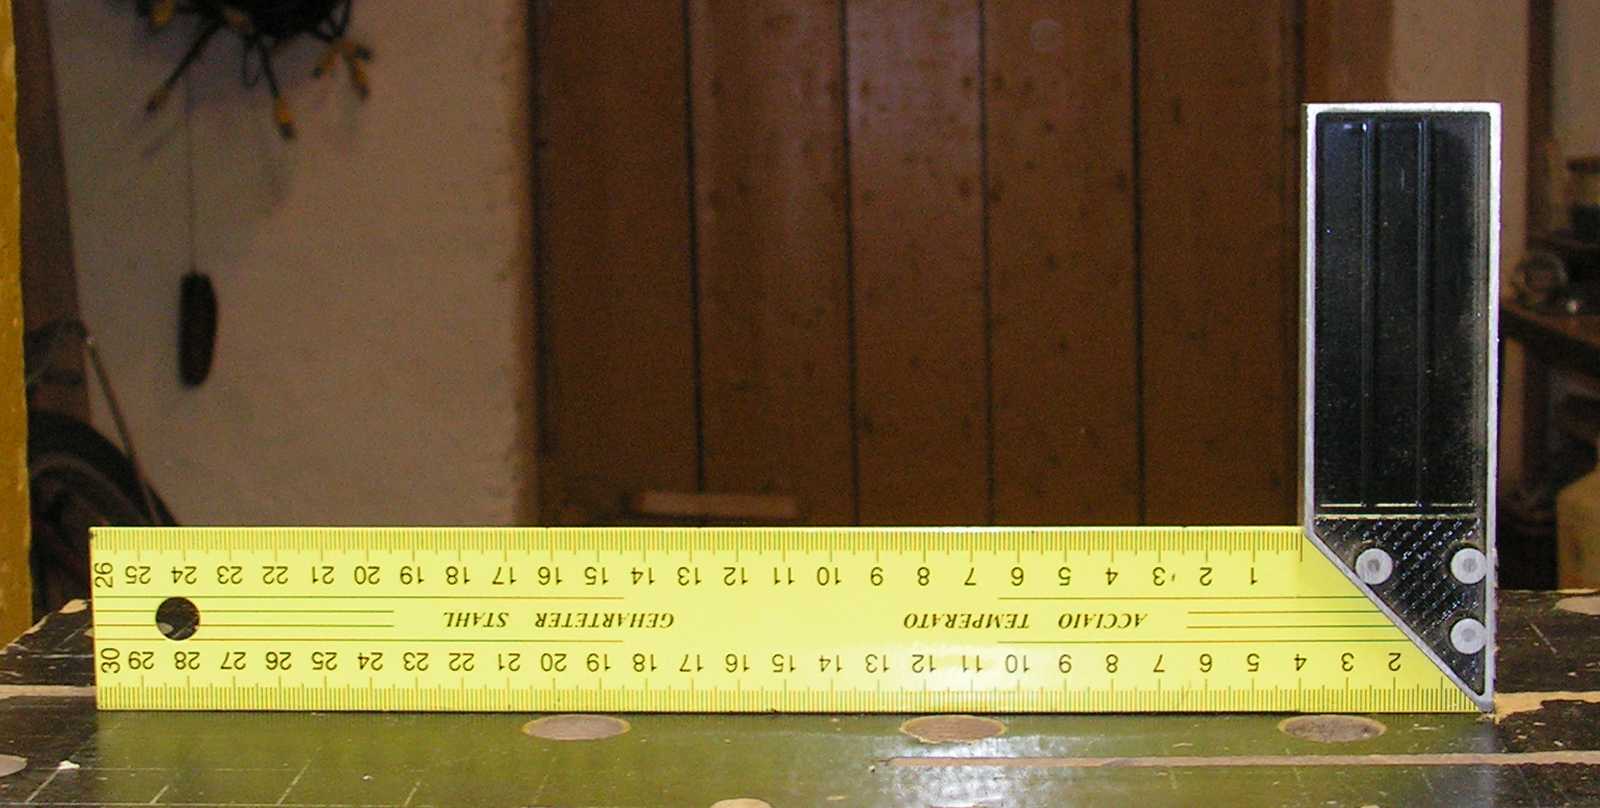 26 25 24 23 22 21 20 19 18 17 16 15 14 13 12 11 10 9 8 7 6 5 4 3 2 1
ACCIAIO TEMPERATO GEHARTETER STAHL
30 29 28 27 26 25 24 23 22 21 20 19 18 17 16 15 14 13 12 11 10 9 8 7 6 5 4 3 2